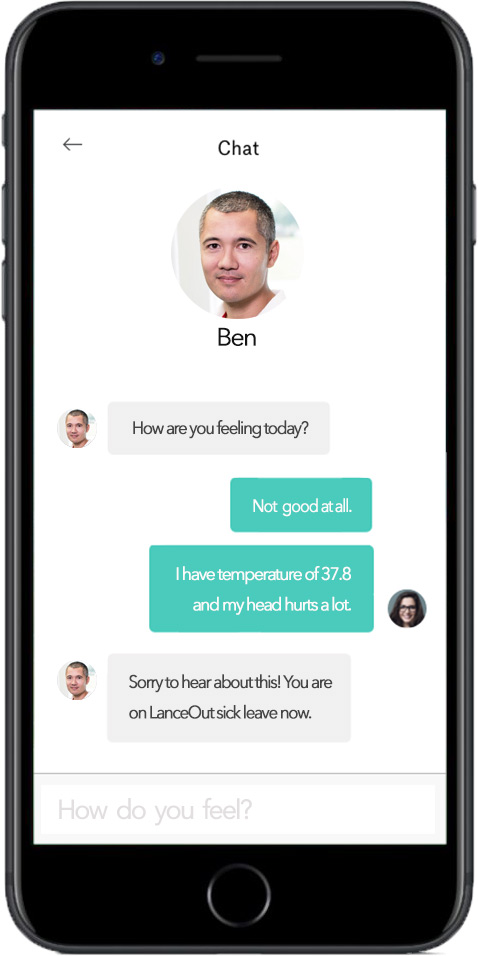 Chat
Ben
How are you feeling today?
Not good at all.
I have temperature of 37.8
and my head hurts a lot.
Sorry to hear about this! You are
on LanceOut sick leave now.
How do you feel?